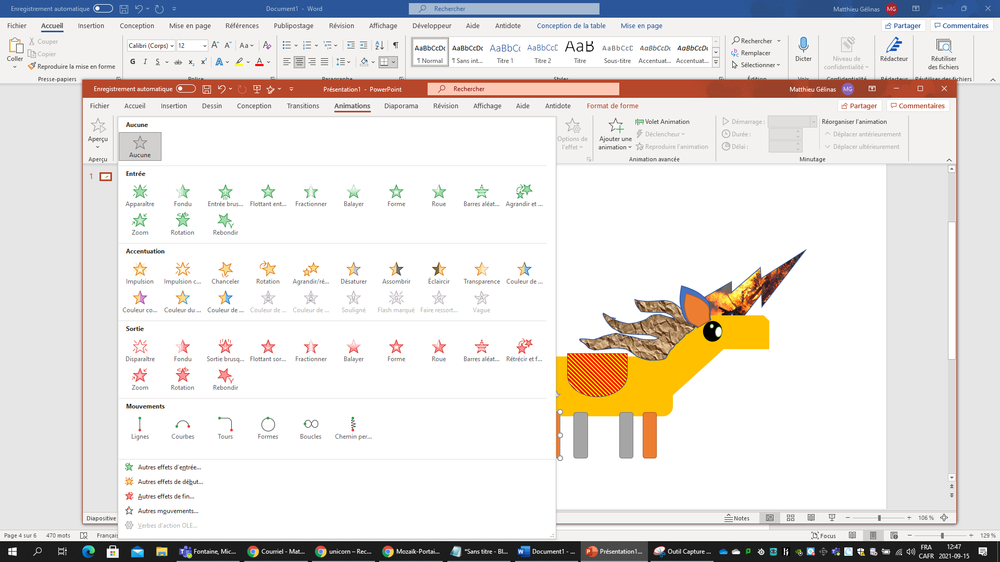 Enregistrement automatique
Document1 - Word
Rechercher
Matthieu Gélinas MG
Fichier Accueil Insertion Conception Mise en page Références Publipostage Révision Affichage Développeur Aide Antidote Conception de la table Mise en page Partager Commentaires
Coller
Couper
Copier
Reproduire la mise en forme
Presse-papiers
Calibri (Corps) 12 Aa
G I S ab x₂ x² A A
Police
Paragraphe
AaBbCcDc AaBbCcDc AaBbCc AaBbCcD AaB AaBbCcD AaBbCcDc AaBbCcDc
¶ Normal ¶ Sans int... Titre 1 Titre 2 Titre Sous-titre Accentuat... Accentuat...
Styles
Rechercher
Remplacer
Sélectionner
Édition
Dicter
Voix
Niveau de confidentialité
Confidentialité
Rédacteur
Rédacteur
Réutiliser des fichiers
Réutiliser des fichiers
Enregistrement automatique
Présentation1 - PowerPoint
Rechercher
Matthieu Gélinas MG
Fichier Accueil Insertion Dessin Conception Transitions Animations Diaporama Révision Affichage Aide Antidote Format de forme Partager Commentaires
Aperçu
Aperçu
Options de l'effet
Ajouter une animation
Volet Animation
Déclencheur
Reproduire l'animation
Animation avancée
Démarrage :
Durée :
Délai :
Réorganiser l'animation
Déplacer antérieurement
Déplacer ultérieurement
Minutage
1
Aucune
Aucune
Entrée
Apparaître Fondu Entrée brus... Flottant ent... Fractionner Balayer Forme Roue Barres aléat... Agrandir et ...
Zoom Rotation Rebondir
Accentuation
Impulsion Impulsion c... Chanceler Rotation Agrandir/ré... Désaturer Assombrir Éclaircir Transparence Couleur de ...
Couleur co... Couleur du ... Couleur de ... Couleur de ... Couleur de ... Souligné Flash marqué Faire ressort... Vague
Sortie
Disparaître Fondu Sortie brusq... Flottant sor... Fractionner Balayer Forme Roue Barres aléat... Rétrécir et f...
Zoom Rotation Rebondir
Mouvements
Lignes Courbes Tours Formes Boucles Chemin per...
Autres effets d'entrée...
Autres effets de début...
Autres effets de fin...
Autres mouvements...
Verbes d'action OLE...
Diapositive
Notes
106 %
Page 4 sur 6 470 mots Français
Focus
129 %
Fontaine, Mic... Courriel - Mat... unicorn – Rec... Mozaïk-Portai... *Sans titre - Bl... Document1 - ... Présentation1... Outil Capture ...
FRA
CAFR
12:47
2021-09-15